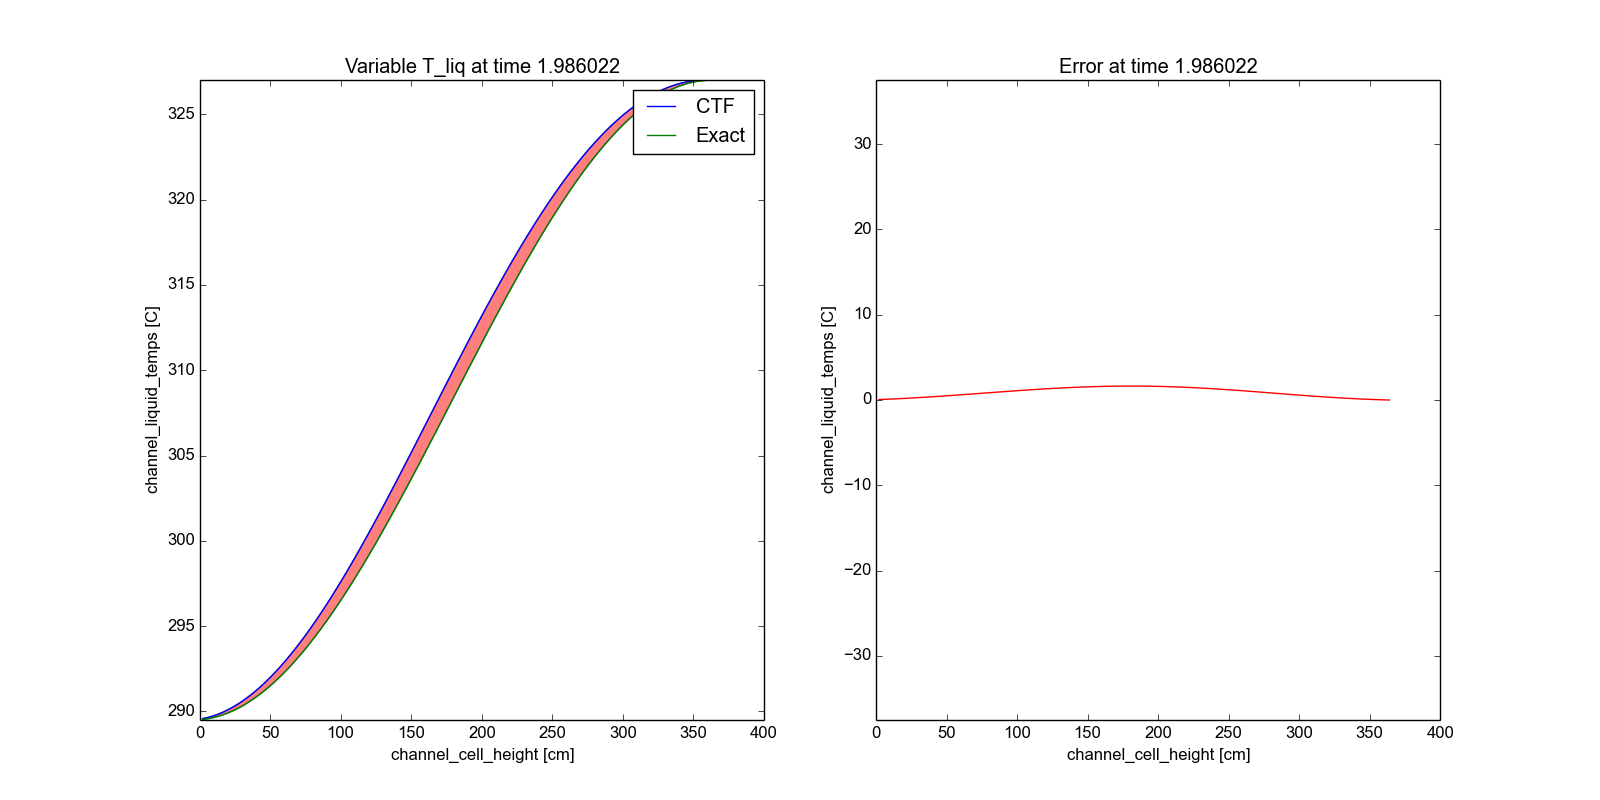 Variable T_liq at time 1.986022
CTF
Exact
325
320
315
310
305
300
295
290
0 50 100 150 200 250 300 350 400
channel_liquid_temps [C]
channel_cell_height [cm]
Error at time 1.986022
30
20
10
0
−10
−20
−30
0 50 100 150 200 250 300 350 400
channel_liquid_temps [C]
channel_cell_height [cm]